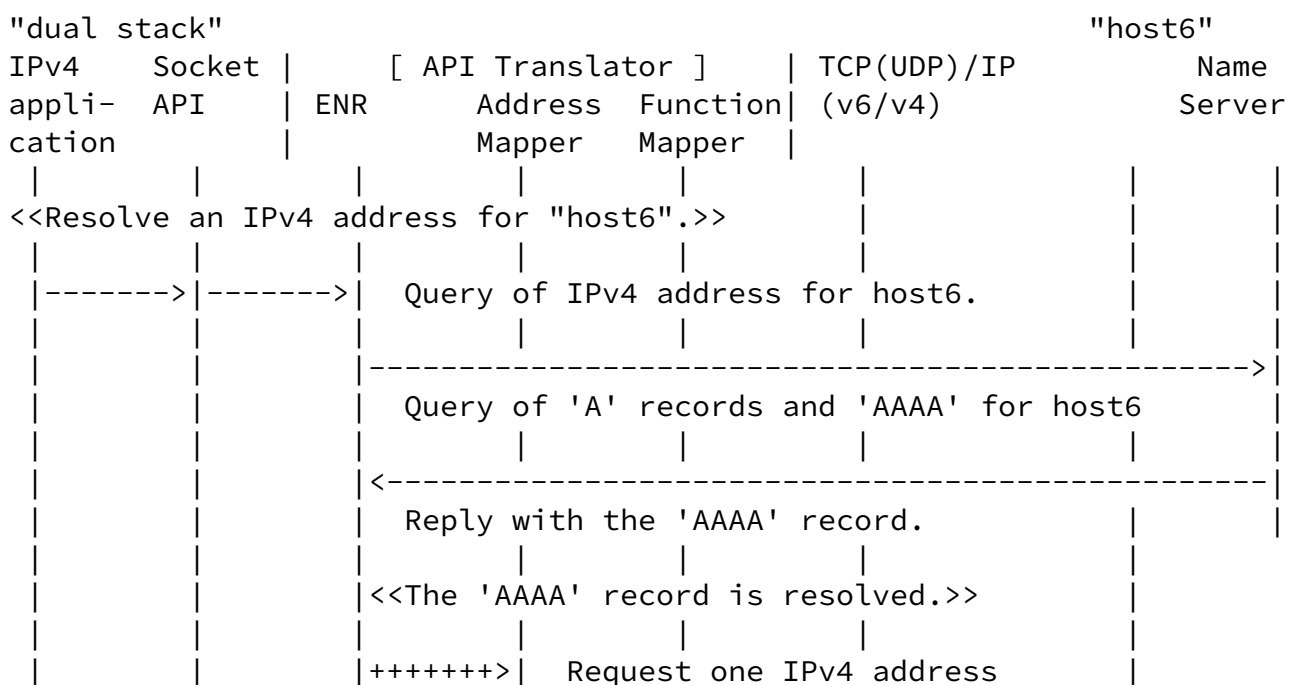 "dual stack" "host6"
IPv4 Socket | [ API Translator ] | TCP(UDP)/IP Name
appli- API | ENR Address Function| (v6/v4) Server
cation | Mapper Mapper |
| | | | | | | |
<<Resolve an IPv4 address for "host6".>> | | |
| | | | | | | |
|------->|------->| Query of IPv4 address for host6. | |
| | | | | | | |
| | |------------------------------------------------->|
| | | Query of 'A' records and 'AAAA' for host6 |
| | | | | | | |
| | |<-------------------------------------------------|
| | | Reply with the 'AAAA' record. | |
| | | | | | |
| | |<<The 'AAAA' record is resolved.>> |
| | | | | | |
| | |+++++++>| Request one IPv4 address |